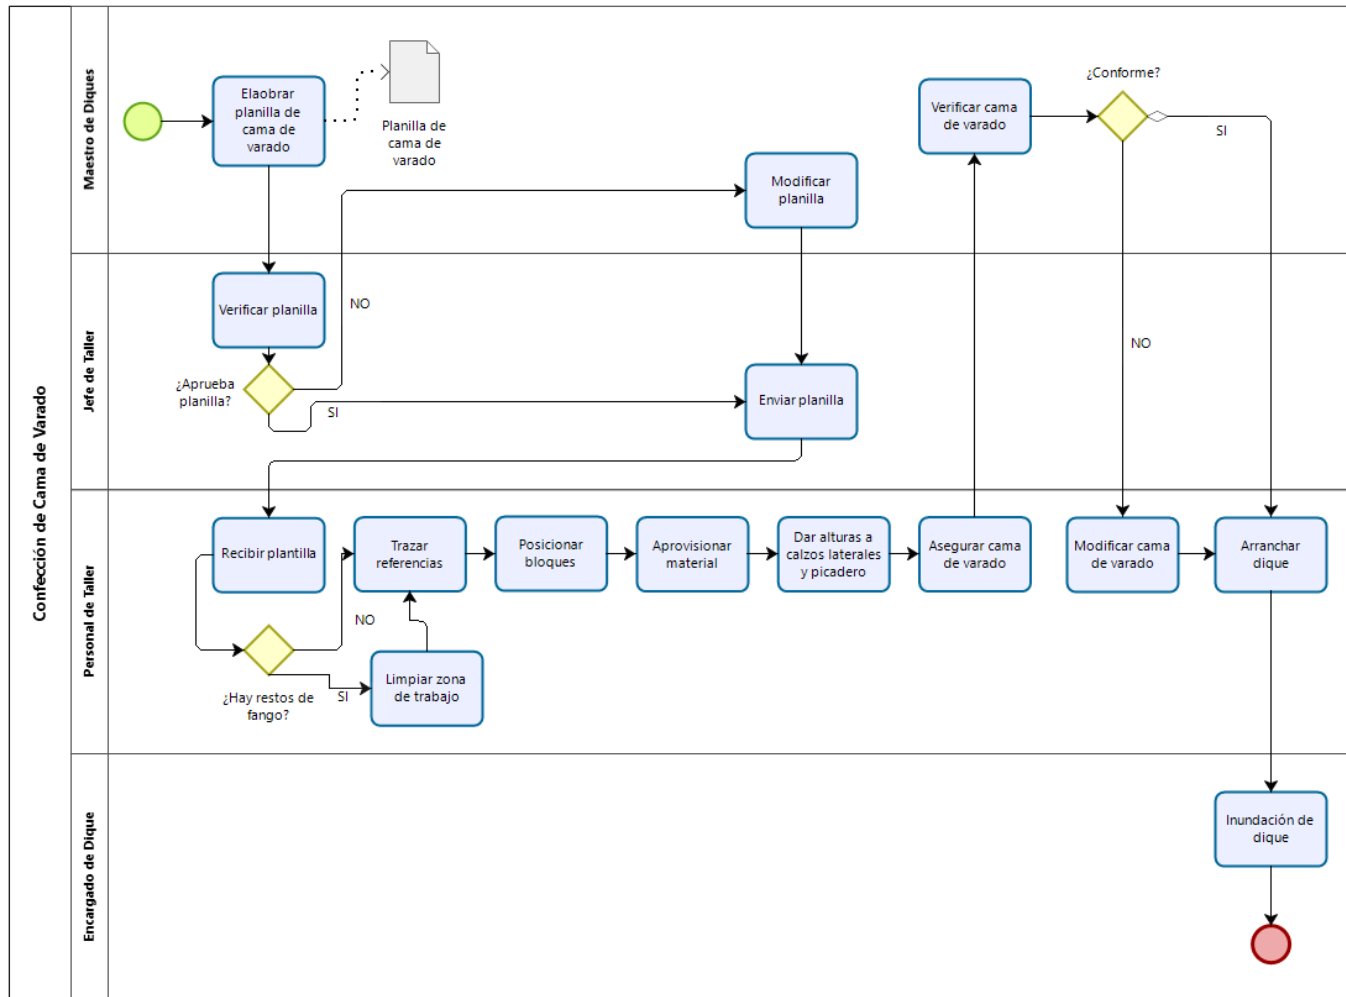 Confección de Cama de Varado
Maestro de Diques
Elaobrar
planilla de
cama de
varado
Planilla de
cama de
varado
Modificar
planilla
Verificar cama
de varado
¿Conforme?
SI
NO
Jefe de Taller
Verificar planilla
NO
¿Aprueba
planilla?
SI
Enviar planilla
Personal de Taller
Recibir plantilla
Trazar
referencias
Posicionar
bloques
Aprovisionar
material
Dar alturas a
calzos laterales
y picadero
Asegurar cama
de varado
Modificar cama
de varado
Arranchar
dique
NO
¿Hay restos de
fango?
SI
Limpiar zona
de trabajo
Encargado de Dique
Inundación de
dique